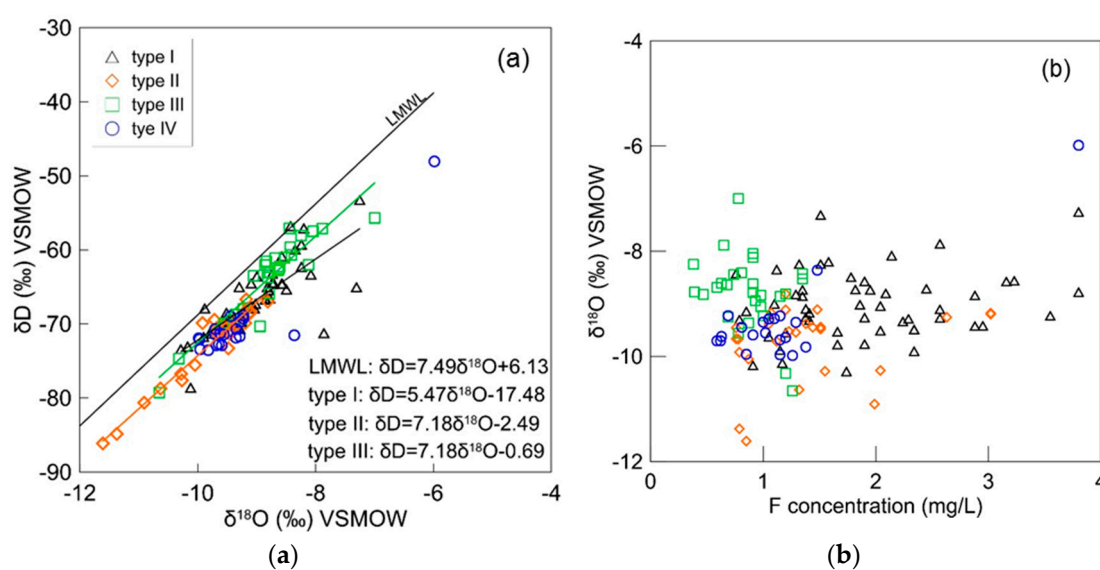 -30
-40
-50
-60
-70
-80
-90
δD (‰) VSMOW
△ type I
◇ type II
□ type III
○ tye IV
(a)
LMWL
LMWL: δD=7.49δ¹⁸O+6.13
type I: δD=5.47δ¹⁸O-17.48
type II: δD=7.18δ¹⁸O-2.49
type III: δD=7.18δ¹⁸O-0.69
-12 -10 -8 -6 -4
δ¹⁸O (‰) VSMOW
(a)
-4
-6
-8
-10
-12
δ¹⁸O (‰) VSMOW
(b)
0 1 2 3 4
F concentration (mg/L)
(b)